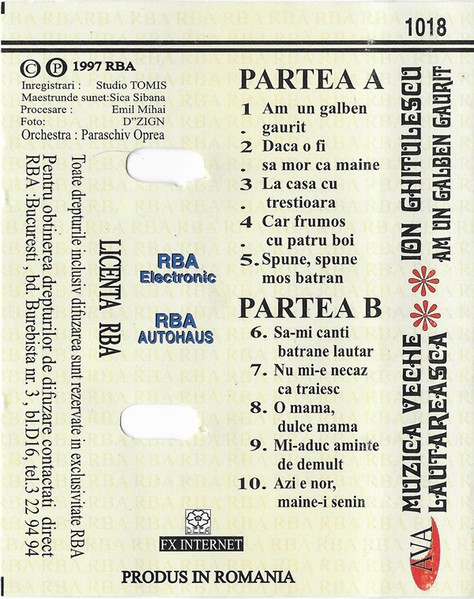 1018
© ℗ 1997 RBA
Inregistrari : Studio TOMIS
Maestrunde sunet:Sica Sibana
Procesare : Emil Mihai
Foto: D"ZIGN
Orchestra : Paraschiv Oprea
PARTEA A
1. Am un galben
gaurit
2. Daca o fi
sa mor ca maine
3. La casa cu
trestioara
4. Car frumos
cu patru boi
5. Spune, spune
mos batran
PARTEA B
6. Sa-mi canti
batrane lautar
7. Nu mi-e necaz
ca traiesc
8. O mama,
dulce mama
9. Mi-aduc aminte
de demult
10. Azi e nor,
maine-i senin
RBA
Electronic
RBA
AUTOHAUS
LICENTA RBA
Toate drepturile inclusiv difuzarea sunt rezervate in exclusivitate RBA
Pentru obtinerea drepturilor de difuzare contactati direct
RBA :Bucuresti , bd. Burebista nr. 3 , bl.D16, tel.3 22 94 94
FX INTERNET
PRODUS IN ROMANIA
AVA
MUZICA VECHE
LAUTAREASCA
ION GHITULESCU
AM UN GALBEN GAURIT